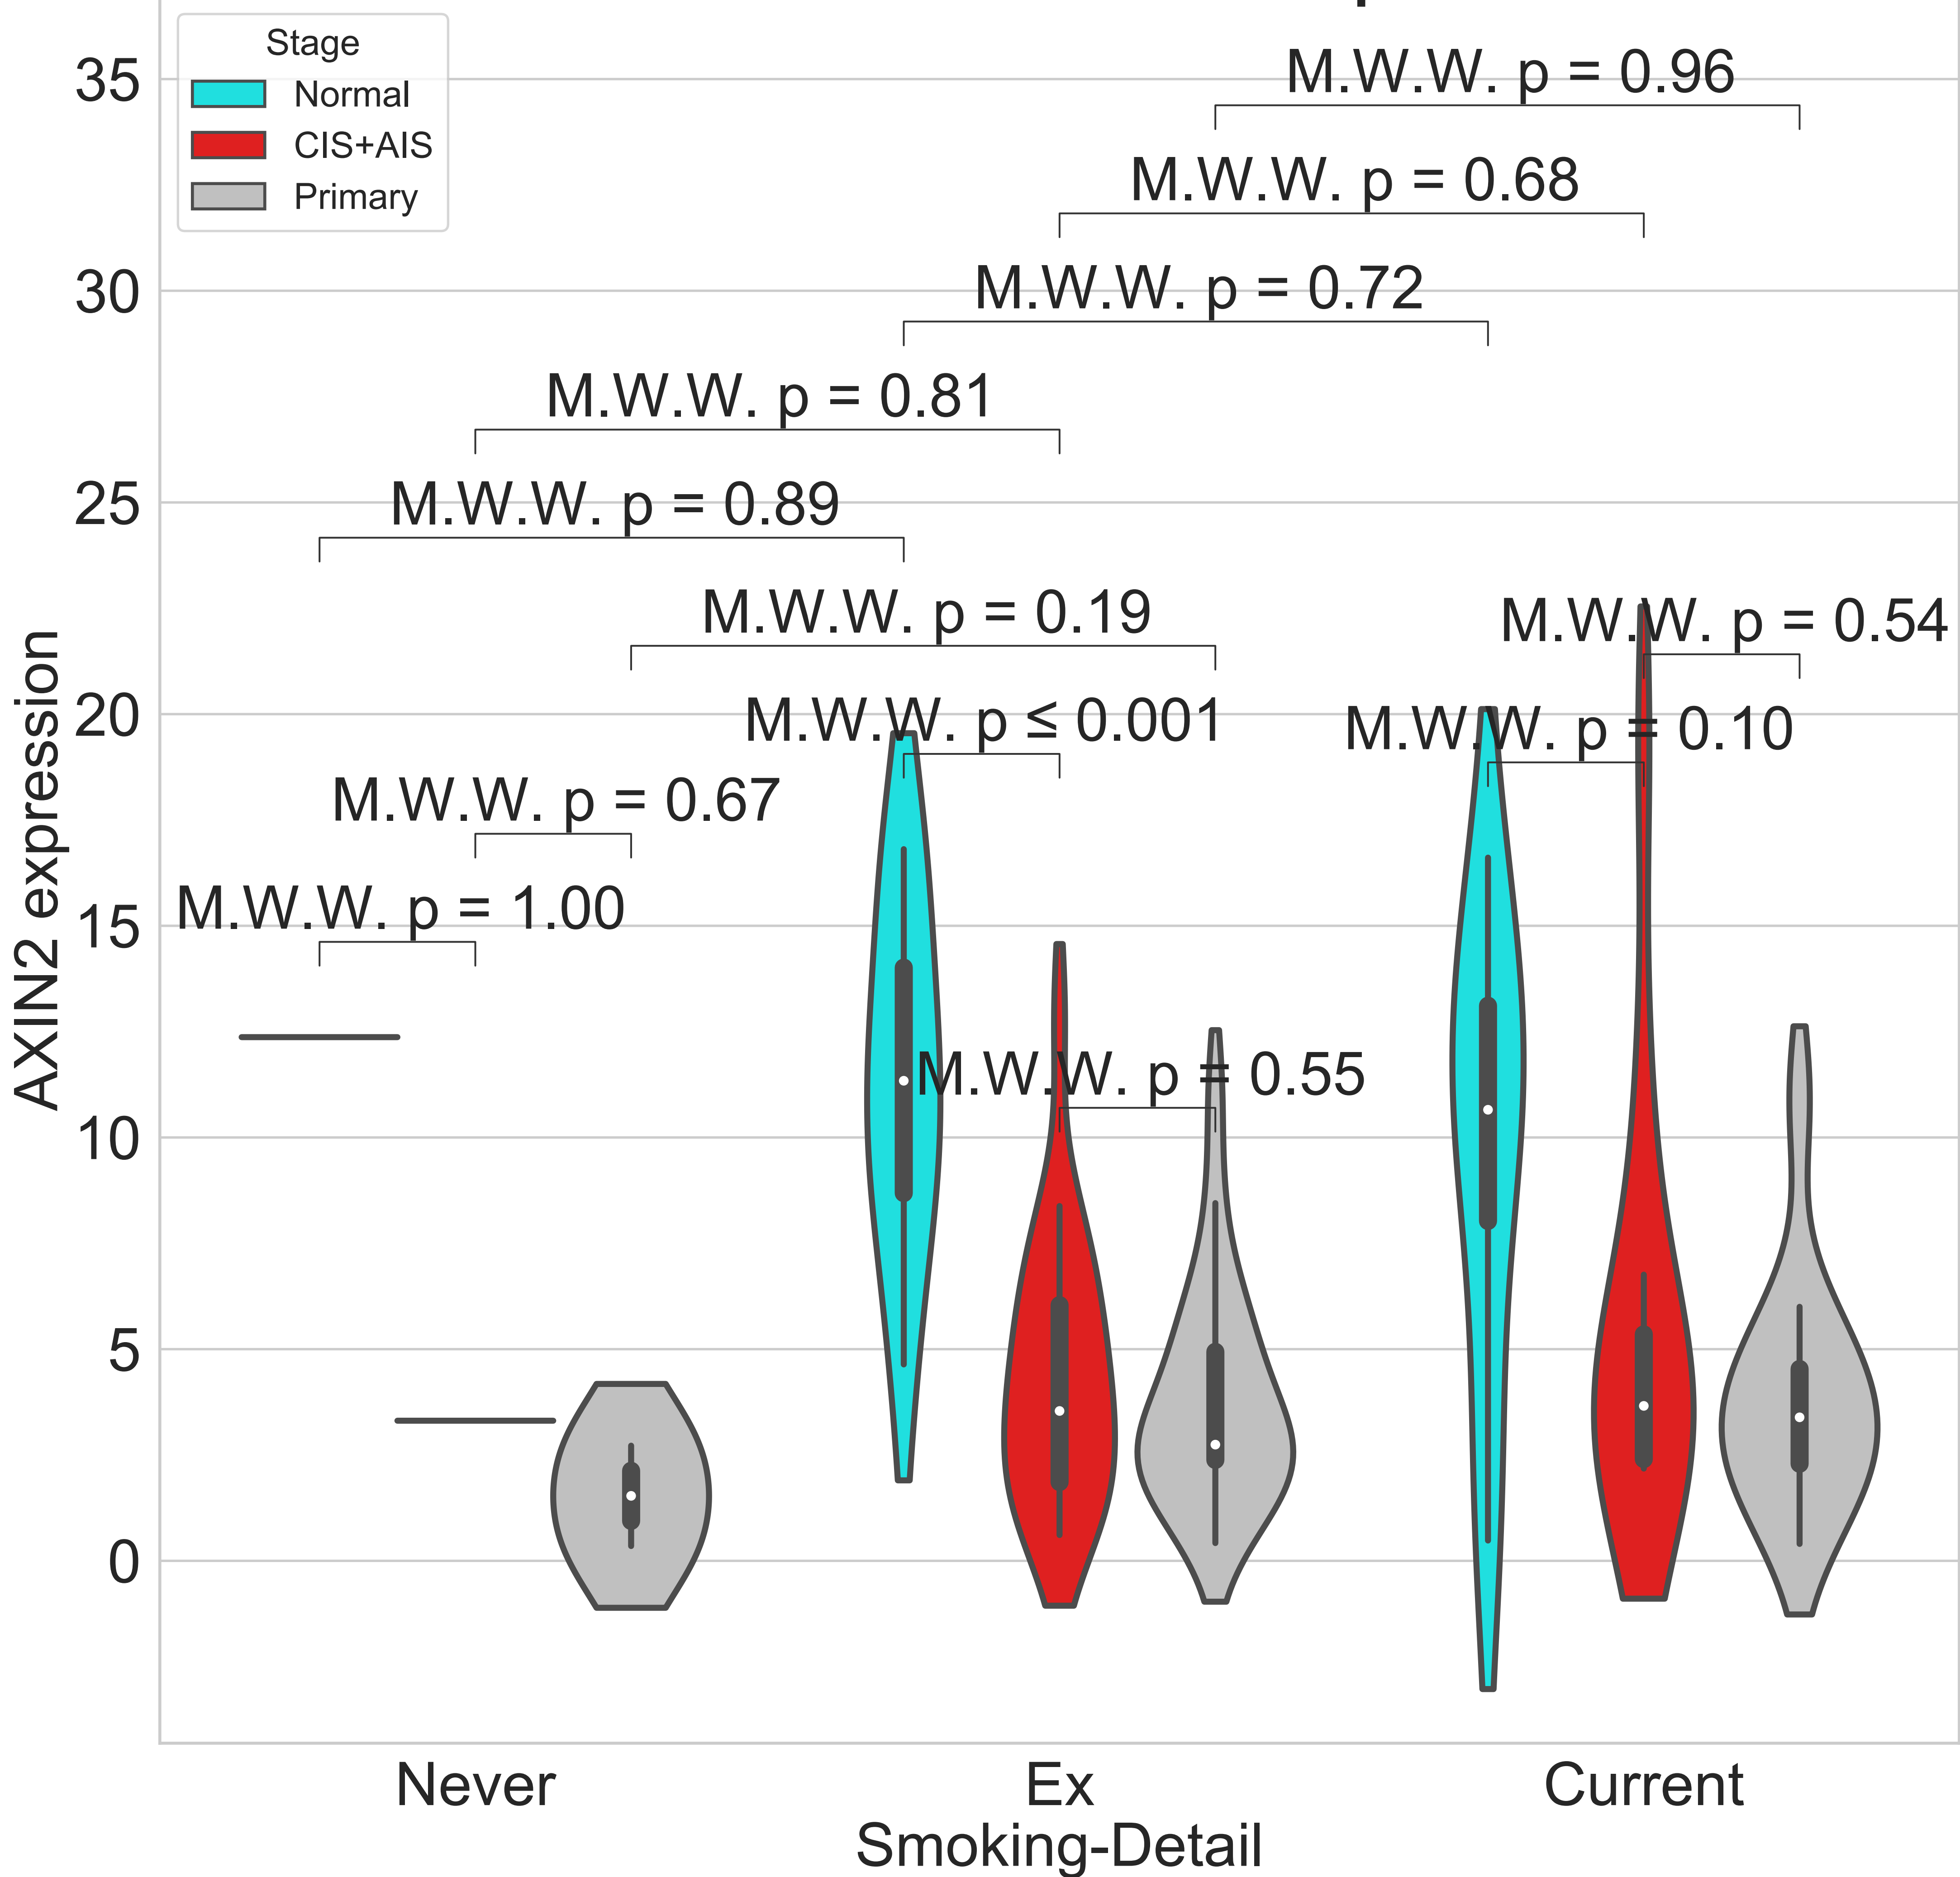 Stage
Normal
CIS+AIS
Primary
M.W.W. p = 0.96
M.W.W. p = 0.68
M.W.W. p = 0.72
M.W.W. p = 0.81
M.W.W. p = 0.89
M.W.W. p = 0.19
M.W.W. p = 0.54
M.W.W. p ≤ 0.001
M.W.W. p = 0.10
M.W.W. p = 0.67
M.W.W. p = 1.00
M.W.W. p = 0.55
35
30
25
20
15
10
5
0
AXIN2 expression
Never
Ex
Current
Smoking-Detail